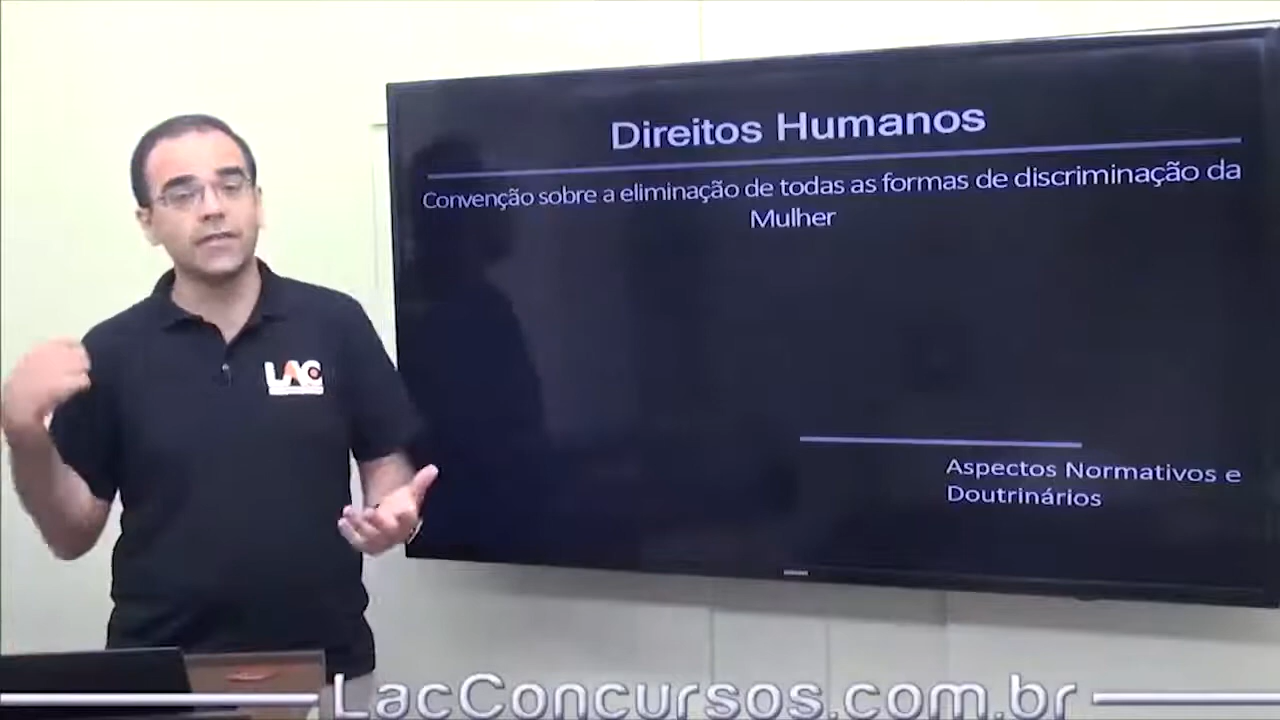 Direitos Humanos
Convenção sobre a eliminação de todas as formas de discriminação da
Mulher
LAC
Aspectos Normativos e
Doutrinários
LacConcursos.com.br